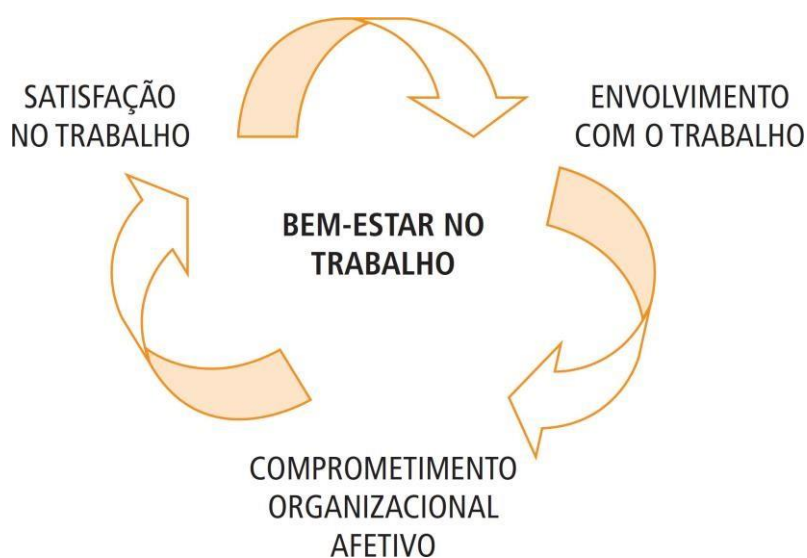 SATISFAÇÃO
NO TRABALHO
ENVOLVIMENTO
COM O TRABALHO
BEM-ESTAR NO
TRABALHO
COMPROMETIMENTO
ORGANIZACIONAL
AFETIVO